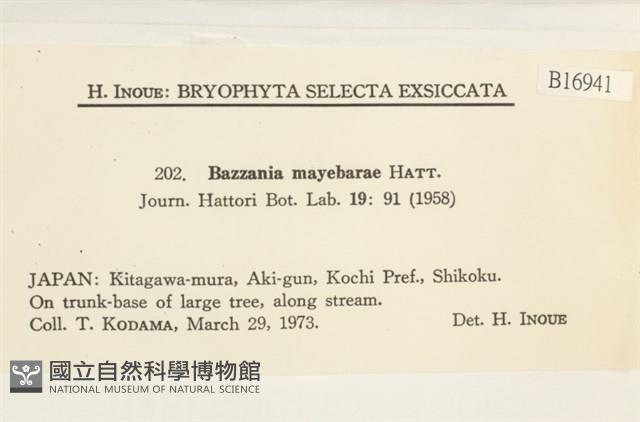 H. INOUE: BRYOPHYTA SELECTA EXSICCATA
B16941
202. Bazzania mayebarae HATT.
Journ. Hattori Bot. Lab. 19: 91 (1958)
JAPAN: Kitagawa-mura, Aki-gun, Kochi Pref., Shikoku.
On trunk-base of large tree, along stream.
Coll. T. KODAMA, March 29, 1973. Det. H. INOUE
國立自然科學博物館
NATIONAL MUSEUM OF NATURAL SCIENCE